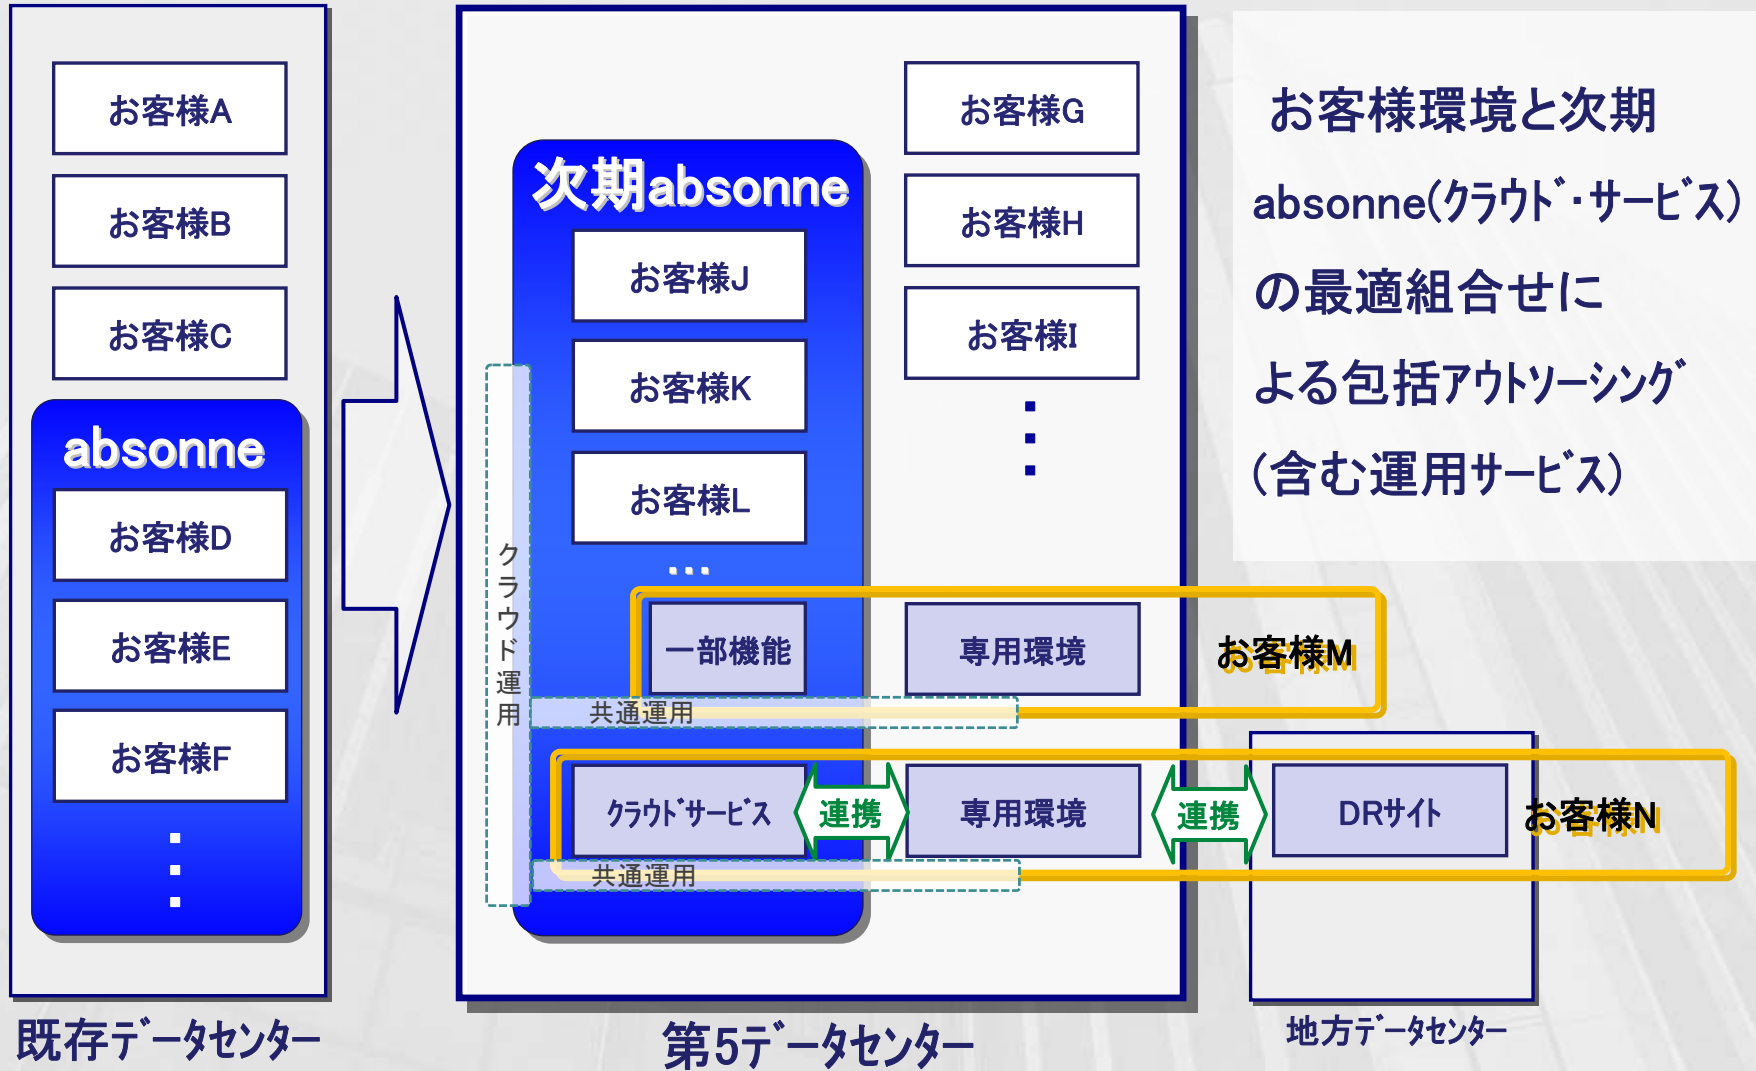 お客様A
お客様B
お客様C
absonne
お客様D
お客様E
お客様F
既存ﾃﾞｰﾀｾﾝﾀｰ
次期absonne
お客様J
お客様K
お客様L
…
お客様G
お客様H
お客様I
クラウド運用
一部機能
専用環境
お客様M
共通運用
ｸﾗｳﾄﾞｻｰﾋﾞｽ
連携
専用環境
連携
DRｻｲﾄ
お客様N
共通運用
第5ﾃﾞｰﾀｾﾝﾀｰ
地方ﾃﾞｰﾀｾﾝﾀｰ
お客様環境と次期
absonne(ｸﾗｳﾄﾞ･ｻｰﾋﾞｽ)
の最適組合せに
よる包括ｱｳﾄｿｰｼﾝｸﾞ
(含む運用ｻｰﾋﾞｽ)